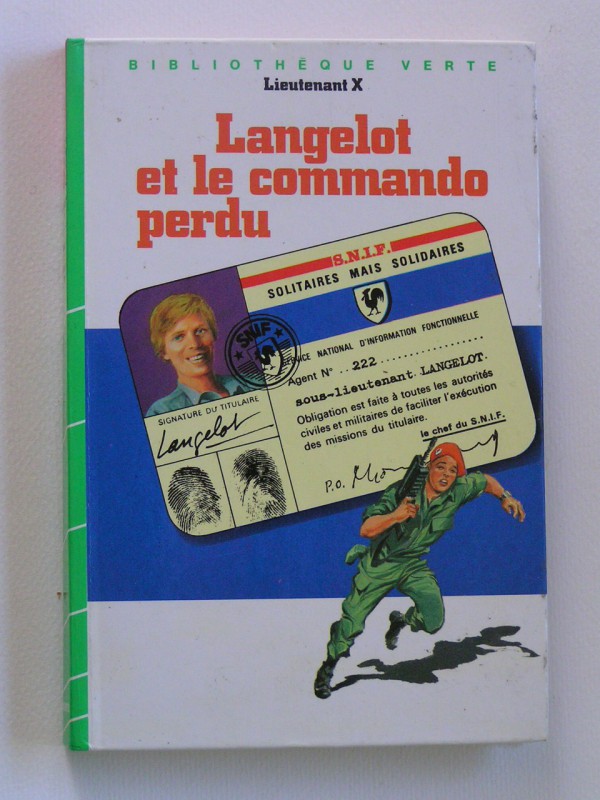 BIBLIOTHÈQUE VERTE
Lieutenant X
Langelot
et le commando
perdu
S.N.I.F.
SOLITAIRES MAIS SOLIDAIRES
SNIF
SERVICE NATIONAL D'INFORMATION FONCTIONNELLE
Agent N° ..222................
sous-lieutenant LANGELOT.
Obligation est faite à toutes les autorités
civiles et militaires de faciliter l'exécution
des missions du titulaire.
le chef du S.N.I.F.
P.O.
SIGNATURE DU TITULAIRE
Langelot